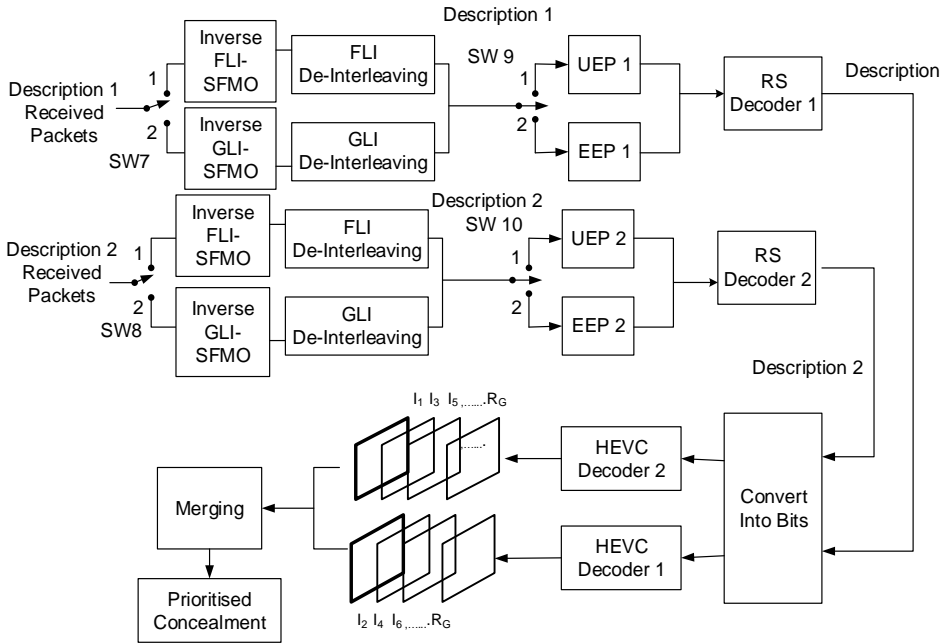 Description 1
Inverse
FLI-
SFMO
FLI
De-Interleaving
SW 9
UEP 1
RS
Decoder 1
Description
1
1
Description 1
Received
Packets
2
SW7
Inverse
GLI-
SFMO
GLI
De-Interleaving
2
EEP 1
Description 2
SW 10
Inverse
FLI-
SFMO
FLI
De-Interleaving
UEP 2
RS
Decoder 2
1
1
Description 2
Received
Packets
2
SW8
Inverse
GLI-
SFMO
GLI
De-Interleaving
2
EEP 2
Description 2
I1 I3 I5,.......RG
,.......
HEVC
Decoder 2
Convert
Into Bits
Merging
HEVC
Decoder 1
Prioritised
Concealment
I2 I4 I6,.......RG